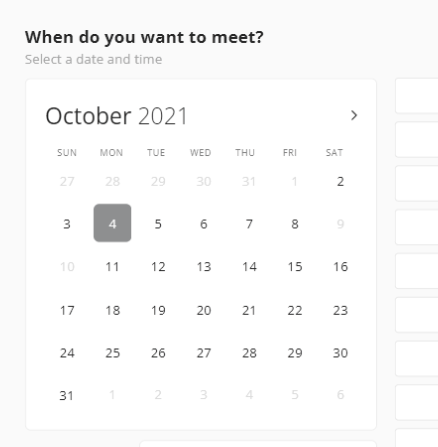 When do you want to meet?
Select a date and time
October 2021 >
SUN MON TUE WED THU FRI SAT
27 28 29 30 31 1 2
3 4 5 6 7 8 9
10 11 12 13 14 15 16
17 18 19 20 21 22 23
24 25 26 27 28 29 30
31 1 2 3 4 5 6